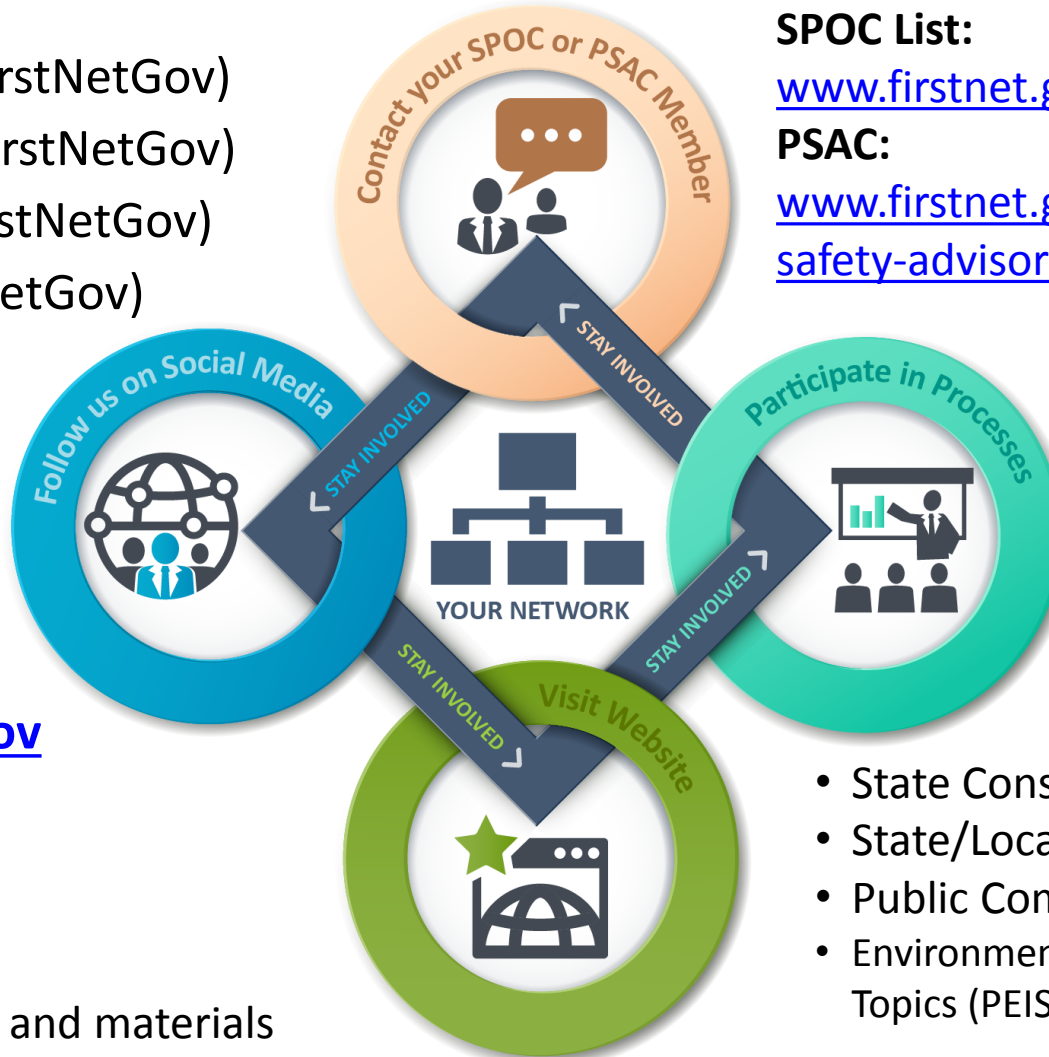 rstNetGov)
rstNetGov)
stNetGov)
etGov)
Contact your SPOC or PSAC Member
SPOC List:
www.firstnet.g
PSAC:
www.firstnet.g
safety-advisor
Follow us on Social Media
STAY INVOLVED
STAY INVOLVED
Participate in Processes
YOUR NETWORK
STAY INVOLVED
STAY INVOLVED
Visit Website
ov
• State Cons
• State/Loca
• Public Con
• Environmen
Topics (PEIS
and materials